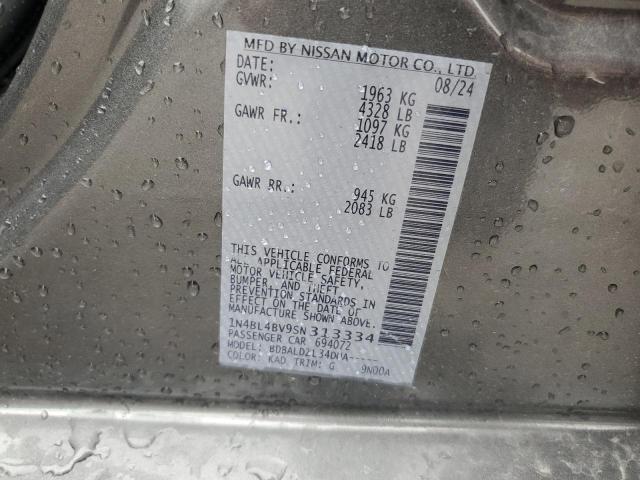 MFD BY NISSAN MOTOR CO., LTD.
DATE: 08/24
GVWR: 1963 KG
4328 LB
GAWR FR.: 1097 KG
2418 LB
GAWR RR.: 945 KG
2083 LB
THIS VEHICLE CONFORMS TO
ALL APPLICABLE FEDERAL
MOTOR VEHICLE SAFETY,
BUMPER, AND THEFT
PREVENTION STANDARDS IN
EFFECT ON THE DATE OF
MANUFACTURE SHOWN ABOVE.
1N4BL4BV9SN313334
PASSENGER CAR 694072
MODEL:
COLOR: KAD TRIM: G 9N00A